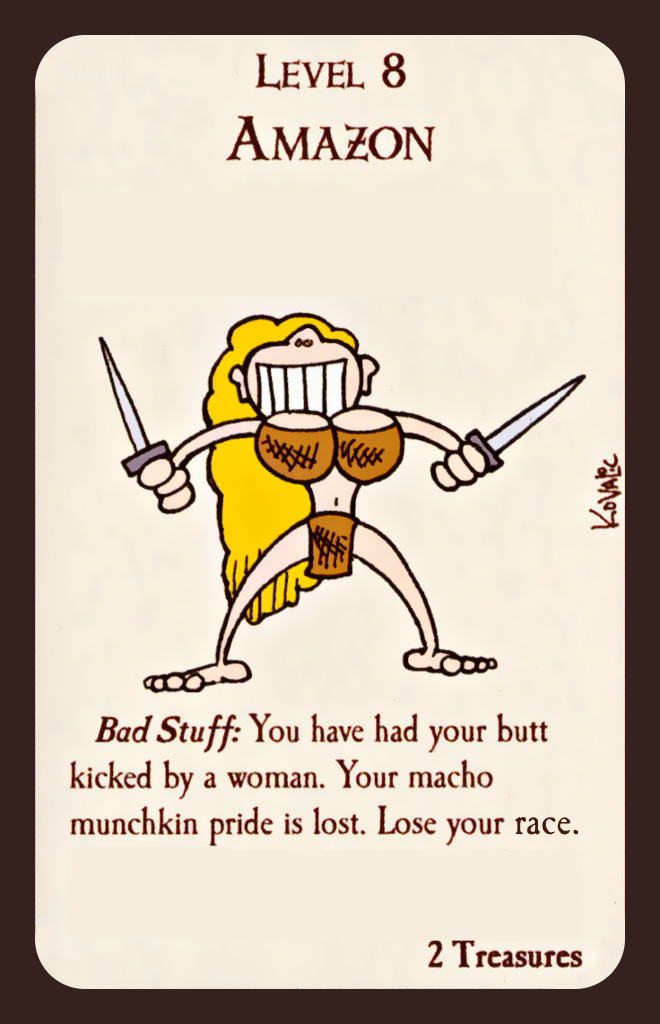 Level 8
Amazon
Kovalic
Bad Stuff: You have had your butt
kicked by a woman. Your macho
munchkin pride is lost. Lose your race.
2 Treasures